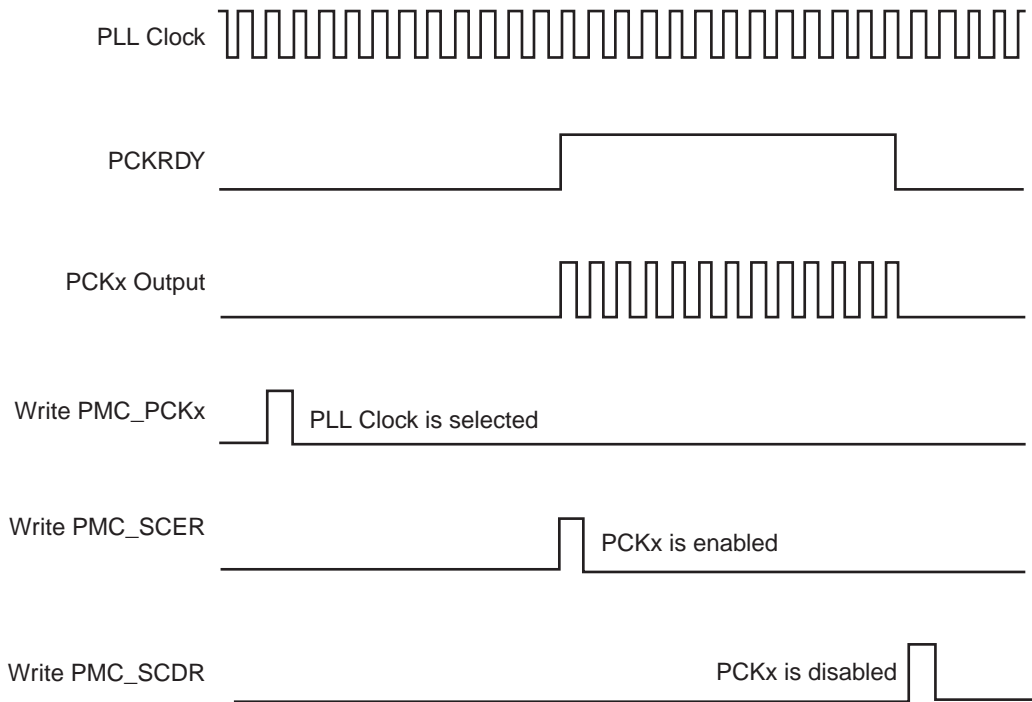 PLL Clock
PCKRDY
PCKx Output
Write PMC_PCKx
PLL Clock is selected
Write PMC_SCER
PCKx is enabled
Write PMC_SCDR
PCKx is disabled